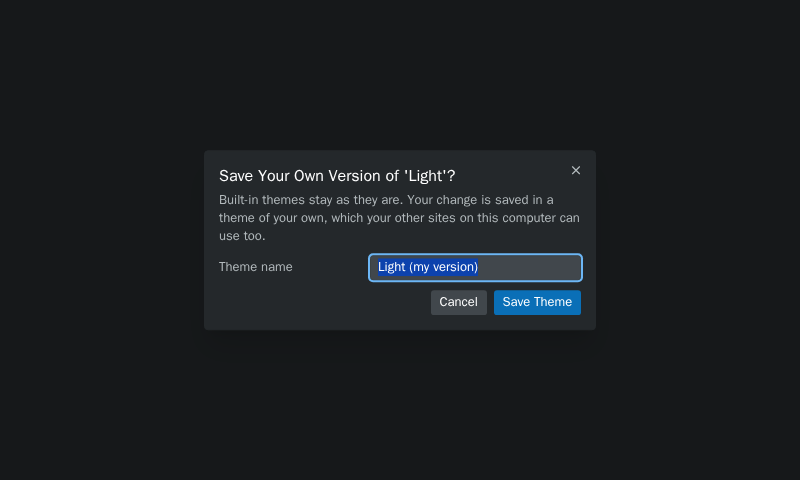 Save Your Own Version of 'Light'?
Built-in themes stay as they are. Your change is saved in a
theme of your own, which your other sites on this computer can
use too.
Theme name
Light (my version)
Cancel
Save Theme